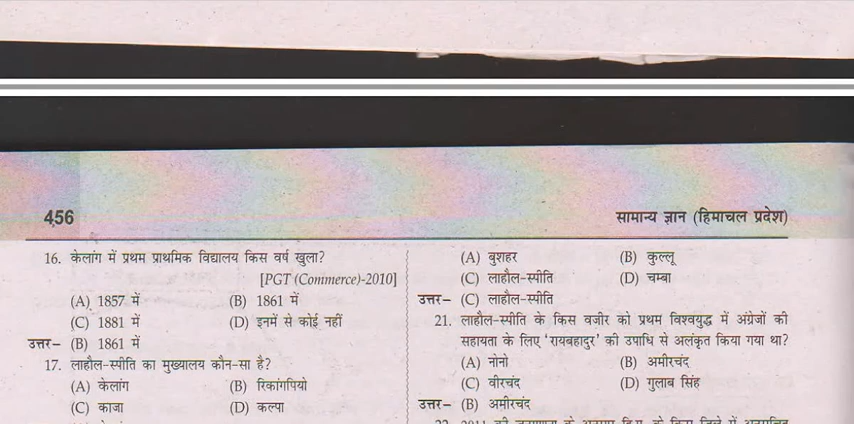 456
सामान्य ज्ञान (हिमाचल प्रदेश)
16. केलांग में प्रथम प्राथमिक विद्यालय किस वर्ष खुला?
[PGT (Commerce)-2010]
(A) 1857 में (B) 1861 में
(C) 1881 में (D) इनमें से कोई नहीं
उत्तर– (B) 1861 में
17. लाहौल-स्पीति का मुख्यालय कौन-सा है?
(A) केलांग (B) रिकांगपियो
(C) काजा (D) कल्पा
(A) बुशहर (B) कुल्लू
(C) लाहौल-स्पीति (D) चम्बा
उत्तर– (C) लाहौल-स्पीति
21. लाहौल-स्पीति के किस वजीर को प्रथम विश्वयुद्ध में अंग्रेजों की
सहायता के लिए 'रायबहादुर' की उपाधि से अलंकृत किया गया था?
(A) नोनो (B) अमीरचंद
(C) वीरचंद (D) गुलाब सिंह
उत्तर– (B) अमीरचंद